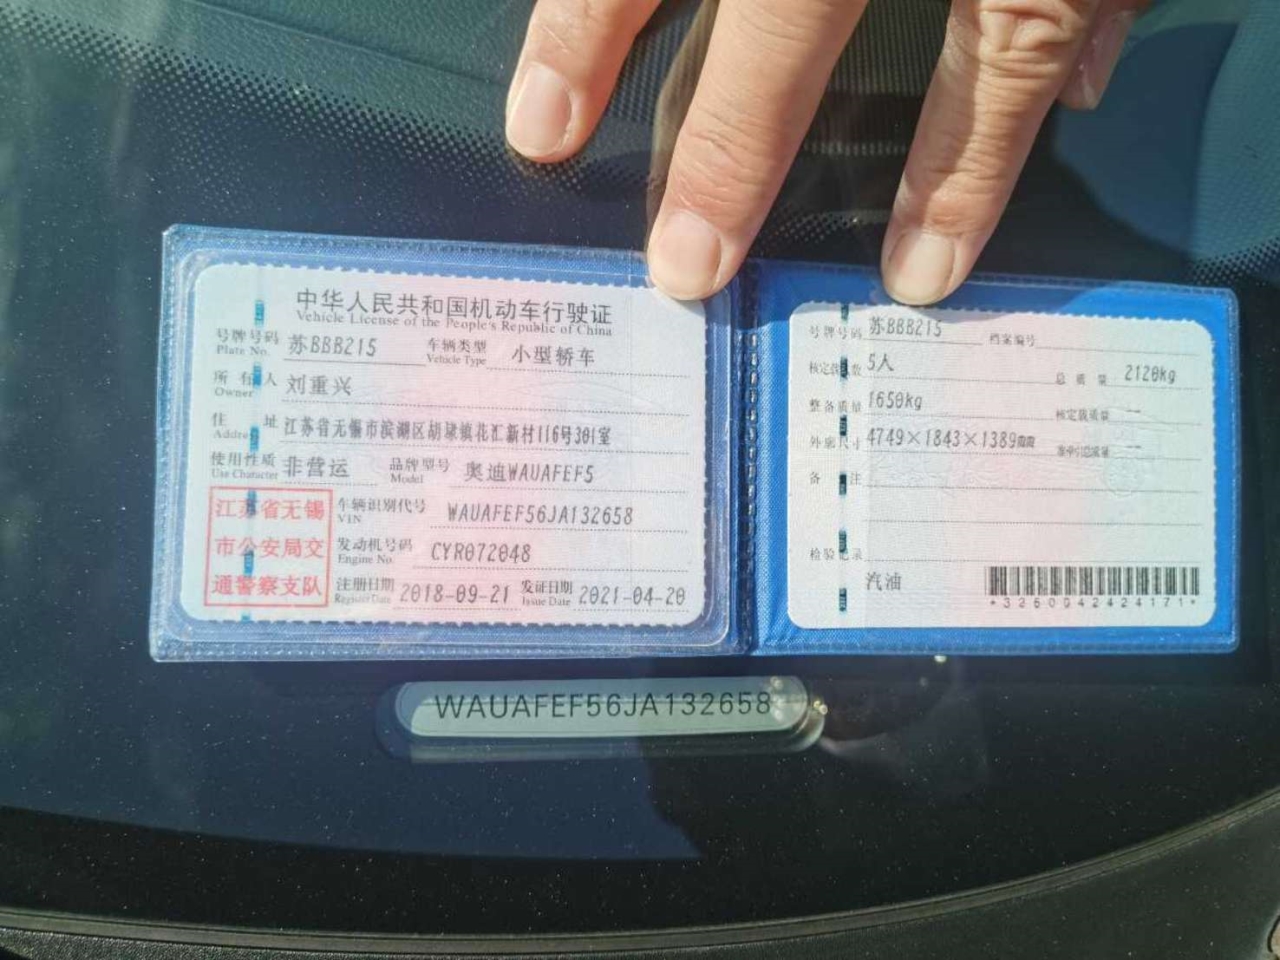 中华人民共和国机动车行驶证
Vehicle License of the People's Republic of China
号牌号码 苏BBB215 车辆类型 小型轿车
Plate No. Vehicle Type
所有人 刘重兴
Owner
住址 江苏省无锡市滨湖区胡埭镇花汇新村116号301室
Address
使用性质 非营运 品牌型号 奥迪WAUAFEF5
Use Character Model
江苏省无锡
市公安局交
通警察支队
车辆识别代号 WAUAFEF56JA132658
VIN
发动机号码 CYR072048
Engine No.
注册日期 2018-09-21 发证日期 2021-04-20
Register Date Issue Date
号牌号码 苏BBB215 档案编号
核定载人数 5人 总质量 2120kg
整备质量 1650kg 核定载质量 --
外廓尺寸 4749×1843×1389mm 准牵引总质量 --
备注
检验记录
汽油
*3260042424171*
WAUAFEF56JA132658